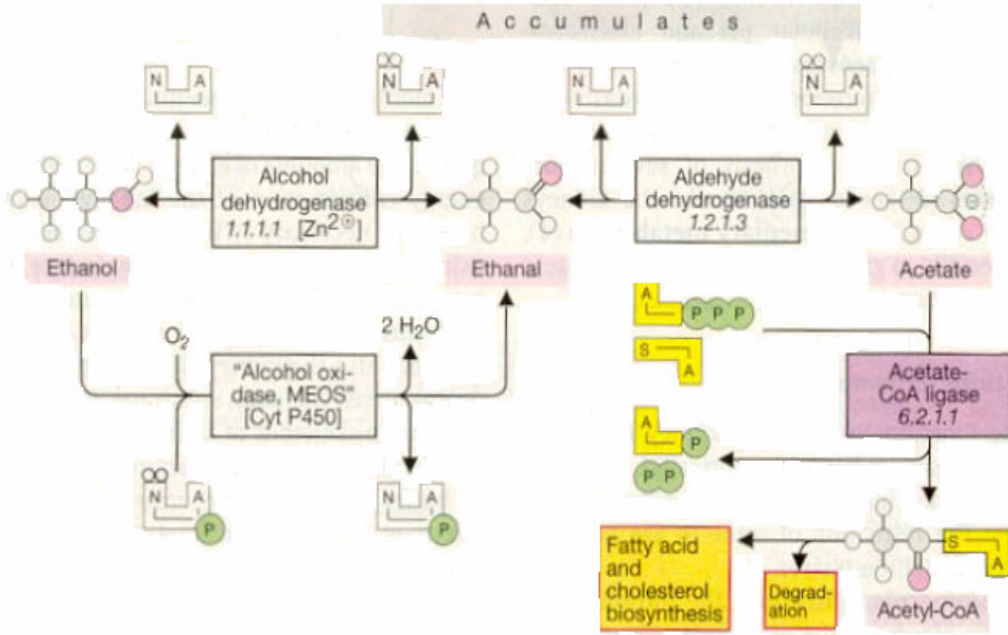 Accumulates
N A
N A
N A
N A
Alcohol
dehydrogenase
1.1.1.1 [Zn2⊕]
Aldehyde
dehydrogenase
1.2.1.3
Ethanol
Ethanal
Acetate
O2
2 H2O
"Alcohol oxi-
dase, MEOS"
[Cyt P450]
A
P P P
S
A
Acetate-
CoA ligase
6.2.1.1
A
P
P P
N A
P
N A
P
Fatty acid
and
cholesterol
biosynthesis
Degrad-
ation
S
A
Acetyl-CoA